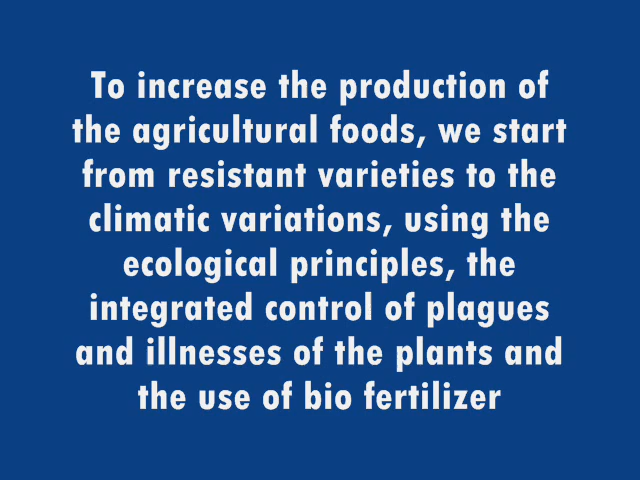 To increase the production of
the agricultural foods, we start
from resistant varieties to the
climatic variations, using the
ecological principles, the
integrated control of plagues
and illnesses of the plants and
the use of bio fertilizer